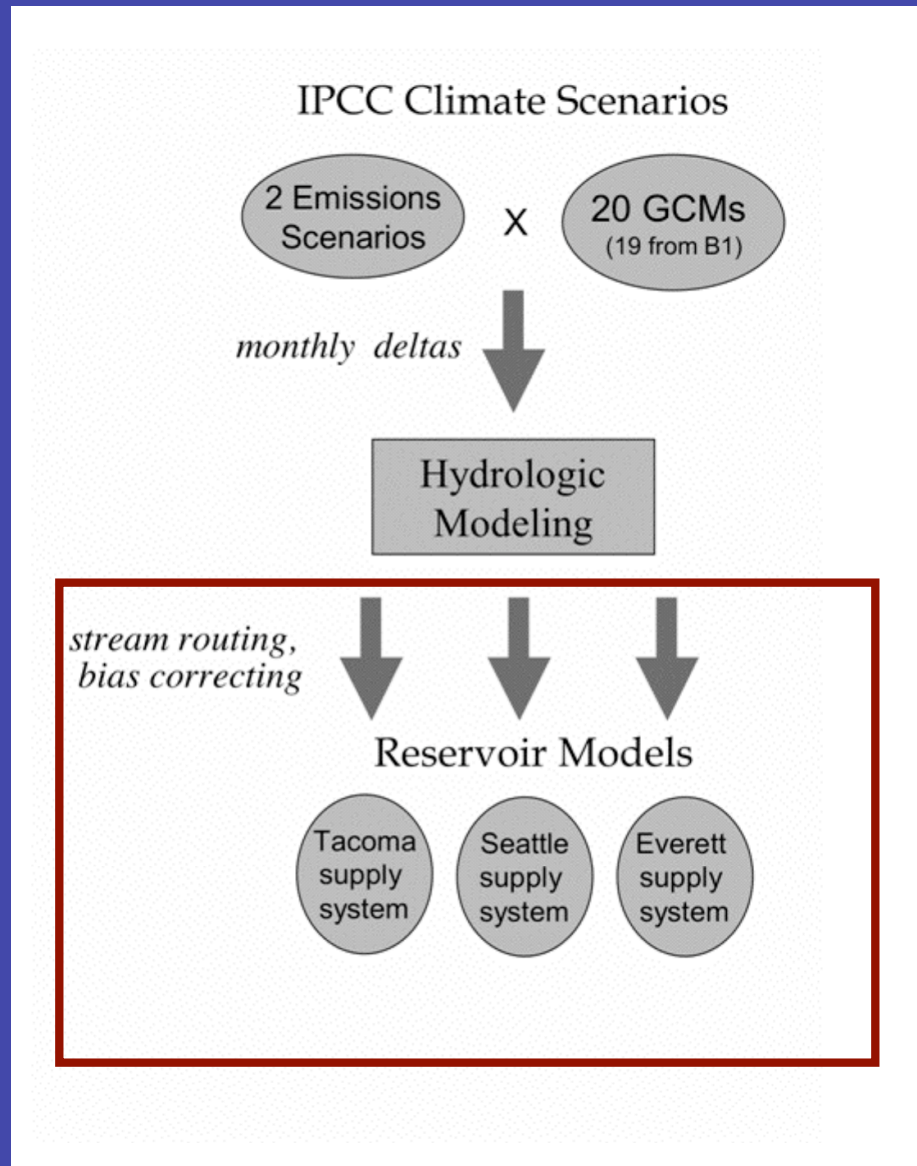 IPCC Climate Scenarios
2 Emissions
Scenarios
X
20 GCMs
(19 from B1)
monthly deltas
Hydrologic
Modeling
stream routing,
bias correcting
Reservoir Models
Tacoma
supply
system
Seattle
supply
system
Everett
supply
system